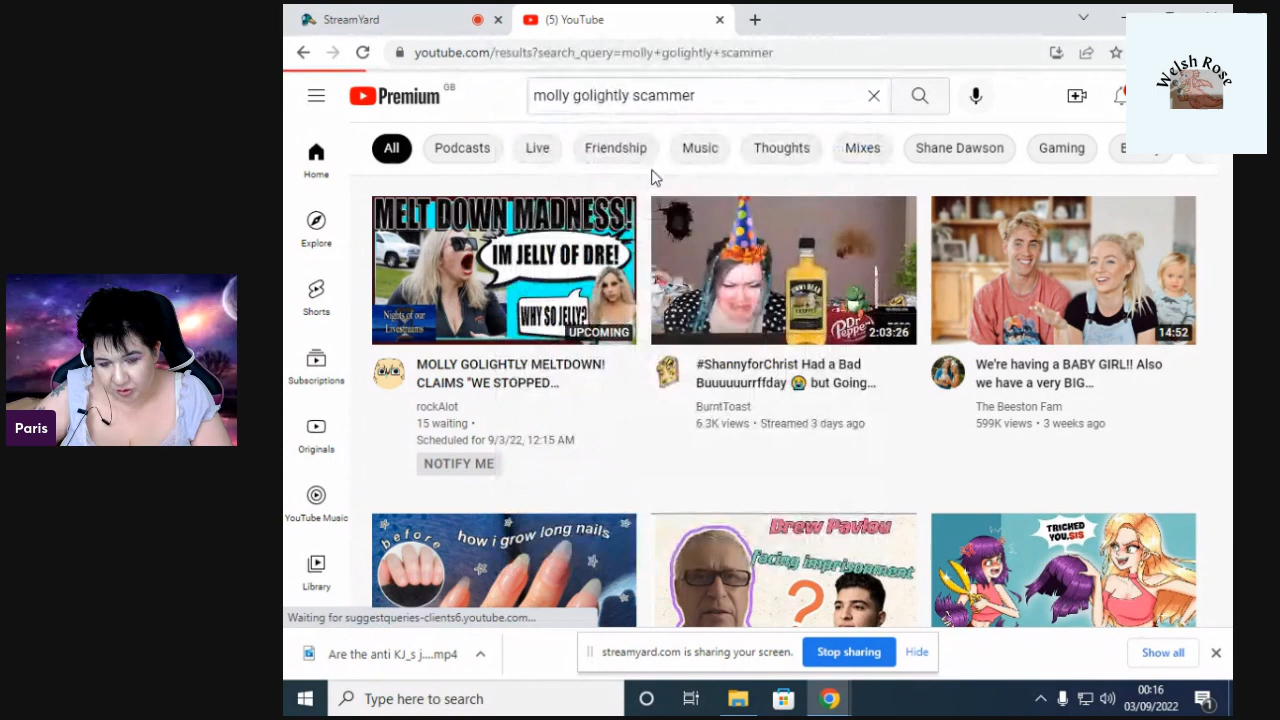 StreamYard
(5) YouTube
youtube.com/results?search_query=molly+golightly+scammer
Welsh Rose
Premium GB
molly golightly scammer
All
Podcasts
Live
Friendship
Music
Thoughts
Mixes
Shane Dawson
Gaming
Home
Explore
Shorts
Subscriptions
Originals
YouTube Music
Library
MELT DOWN MADNESS!
IM JELLY OF DRE!
WHY SO JELLY?
Nights of our
Livestreams
UPCOMING
Dr
Pepper
2:03:26
14:52
MOLLY GOLIGHTLY MELTDOWN!
CLAIMS "WE STOPPED...
rockAlot
15 waiting •
Scheduled for 9/3/22, 12:15 AM
NOTIFY ME
#ShannyforChrist Had a Bad
Buuuuuurrffday 😭 but Going...
BurntToast
6.3K views • Streamed 3 days ago
We're having a BABY GIRL!! Also
we have a very BIG...
The Beeston Fam
599K views • 3 weeks ago
before
how i grow long nails
Drew Pavlou
facing imprisonment
?
TRICKED
YOU, SIS
Paris
Waiting for suggestqueries-clients6.youtube.com...
Are the anti KJ_s j....mp4
streamyard.com is sharing your screen.
Stop sharing
Hide
Show all
Type here to search
00:16
03/09/2022
1